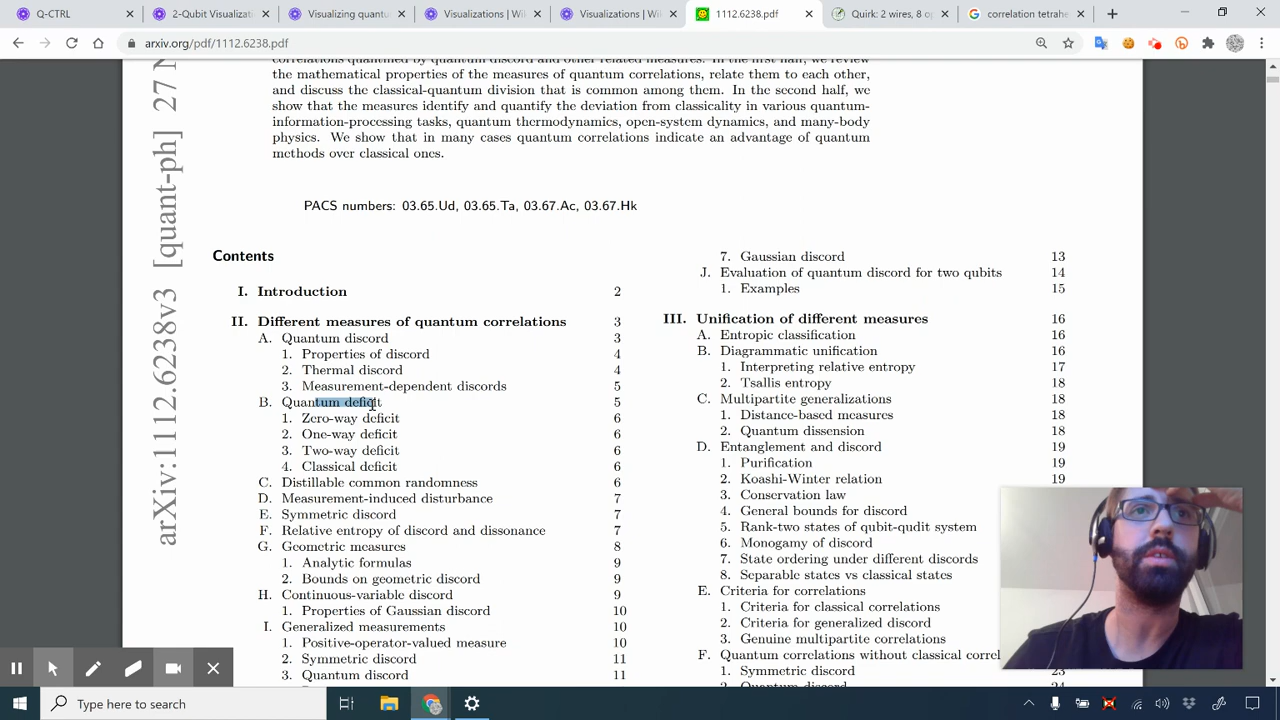 Q-CTRL
2-Qubit Visualizati
Visualizing quantu
Visualizations | Wil
Visualizations | Wil
1112.6238.pdf
Quirk: 2 wires, 8 op
correlation tetrahe
arxiv.org/pdf/1112.6238.pdf
arXiv:1112.6238v3 [quant-ph] 27 N
correlations quantified by quantum discord and other related measures. In the first half, we review
the mathematical properties of the measures of quantum correlations, relate them to each other,
and discuss the classical-quantum division that is common among them. In the second half, we
show that the measures identify and quantify the deviation from classicality in various quantum-
information-processing tasks, quantum thermodynamics, open-system dynamics, and many-body
physics. We show that in many cases quantum correlations indicate an advantage of quantum
methods over classical ones.
PACS numbers: 03.65.Ud, 03.65.Ta, 03.67.Ac, 03.67.Hk
Contents
I. Introduction 2
II. Different measures of quantum correlations 3
A. Quantum discord 3
1. Properties of discord 4
2. Thermal discord 4
3. Measurement-dependent discords 5
B. Quantum deficit 5
1. Zero-way deficit 6
2. One-way deficit 6
3. Two-way deficit 6
4. Classical deficit 6
C. Distillable common randomness 6
D. Measurement-induced disturbance 7
E. Symmetric discord 7
F. Relative entropy of discord and dissonance 7
G. Geometric measures 8
1. Analytic formulas 9
2. Bounds on geometric discord 9
H. Continuous-variable discord 9
1. Properties of Gaussian discord 10
I. Generalized measurements 10
1. Positive-operator-valued measure 10
2. Symmetric discord 11
3. Quantum discord 11
7. Gaussian discord 13
J. Evaluation of quantum discord for two qubits 14
1. Examples 15
III. Unification of different measures 16
A. Entropic classification 16
B. Diagrammatic unification 16
1. Interpreting relative entropy 17
2. Tsallis entropy 18
C. Multipartite generalizations 18
1. Distance-based measures 18
2. Quantum dissension 18
D. Entanglement and discord 19
1. Purification 19
2. Koashi-Winter relation 19
3. Conservation law
4. General bounds for discord
5. Rank-two states of qubit-qudit system
6. Monogamy of discord
7. State ordering under different discords
8. Separable states vs classical states
E. Criteria for correlations
1. Criteria for classical correlations
2. Criteria for generalized discord
3. Genuine multipartite correlations
F. Quantum correlations without classical correl
1. Symmetric discord 23
2. Quantum discord 24
Type here to search